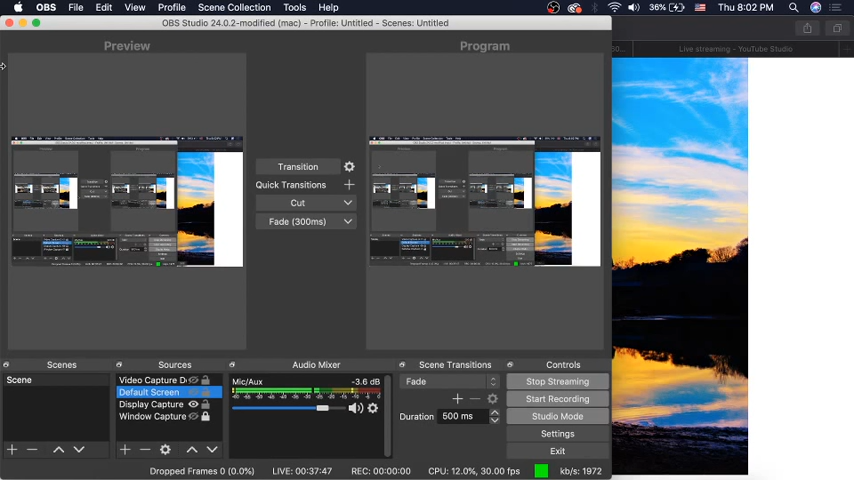 OBS File Edit View Profile Scene Collection Tools Help 36% Thu 8:02 PM
OBS Studio 24.0.2-modified (mac) - Profile: Untitled - Scenes: Untitled
Live streaming - YouTube Studio
Preview
Program
Transition
Quick Transitions
Cut
Fade (300ms)
Scenes
Scene
Sources
Video Capture D
Default Screen
Display Capture
Window Capture
Audio Mixer
Mic/Aux -3.6 dB
Scene Transitions
Fade
Duration 500 ms
Controls
Stop Streaming
Start Recording
Studio Mode
Settings
Exit
Dropped Frames 0 (0.0%) LIVE: 00:37:47 REC: 00:00:00 CPU: 12.0%, 30.00 fps kb/s: 1972